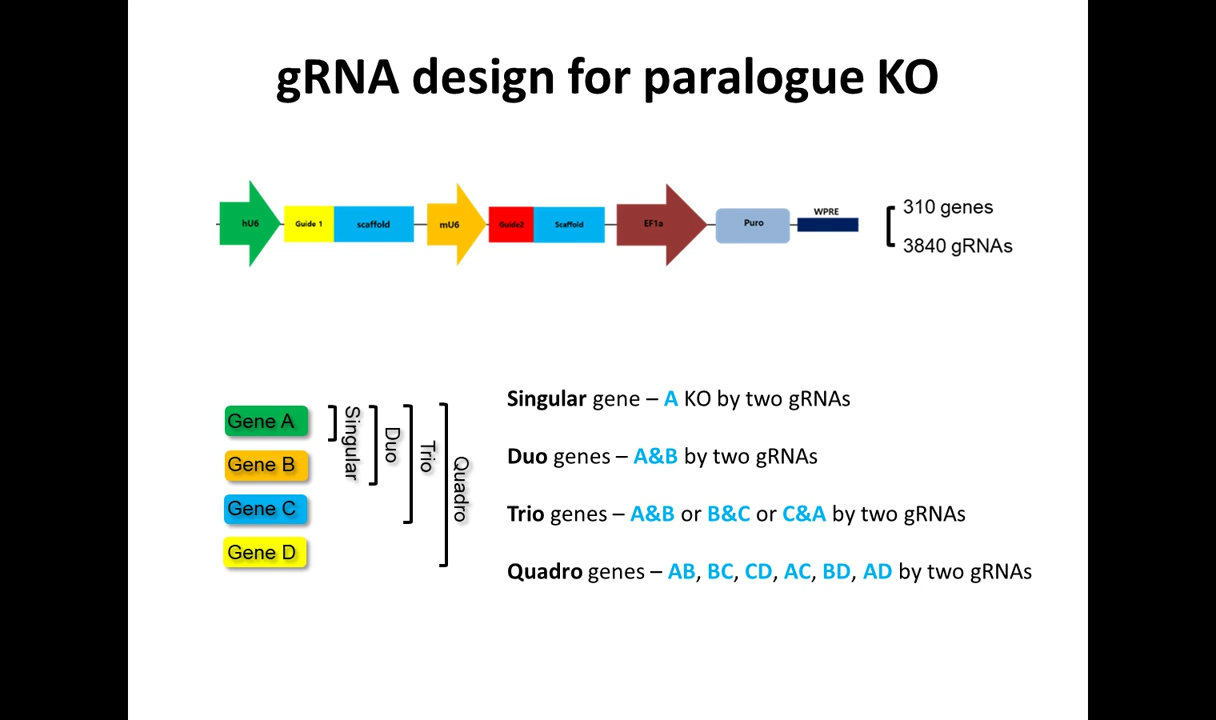 gRNA design for paralogue KO
hU6
Guide 1
scaffold
mU6
Guide2
Scaffold
EF1a
Puro
WPRE
310 genes
3840 gRNAs
Gene A
Gene B
Gene C
Gene D
Singular
Duo
Trio
Quadro
Singular gene – A KO by two gRNAs
Duo genes – A&B by two gRNAs
Trio genes – A&B or B&C or C&A by two gRNAs
Quadro genes – AB, BC, CD, AC, BD, AD by two gRNAs